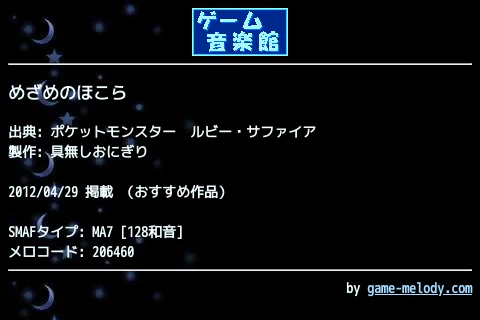 ゲーム
音楽館
めざめのほこら
出典: ポケットモンスター　ルビー・サファイア
製作: 具無しおにぎり
2012/04/29 掲載　(おすすめ作品)
SMAFタイプ: MA7 [128和音]
メロコード: 206460
by game-melody.com